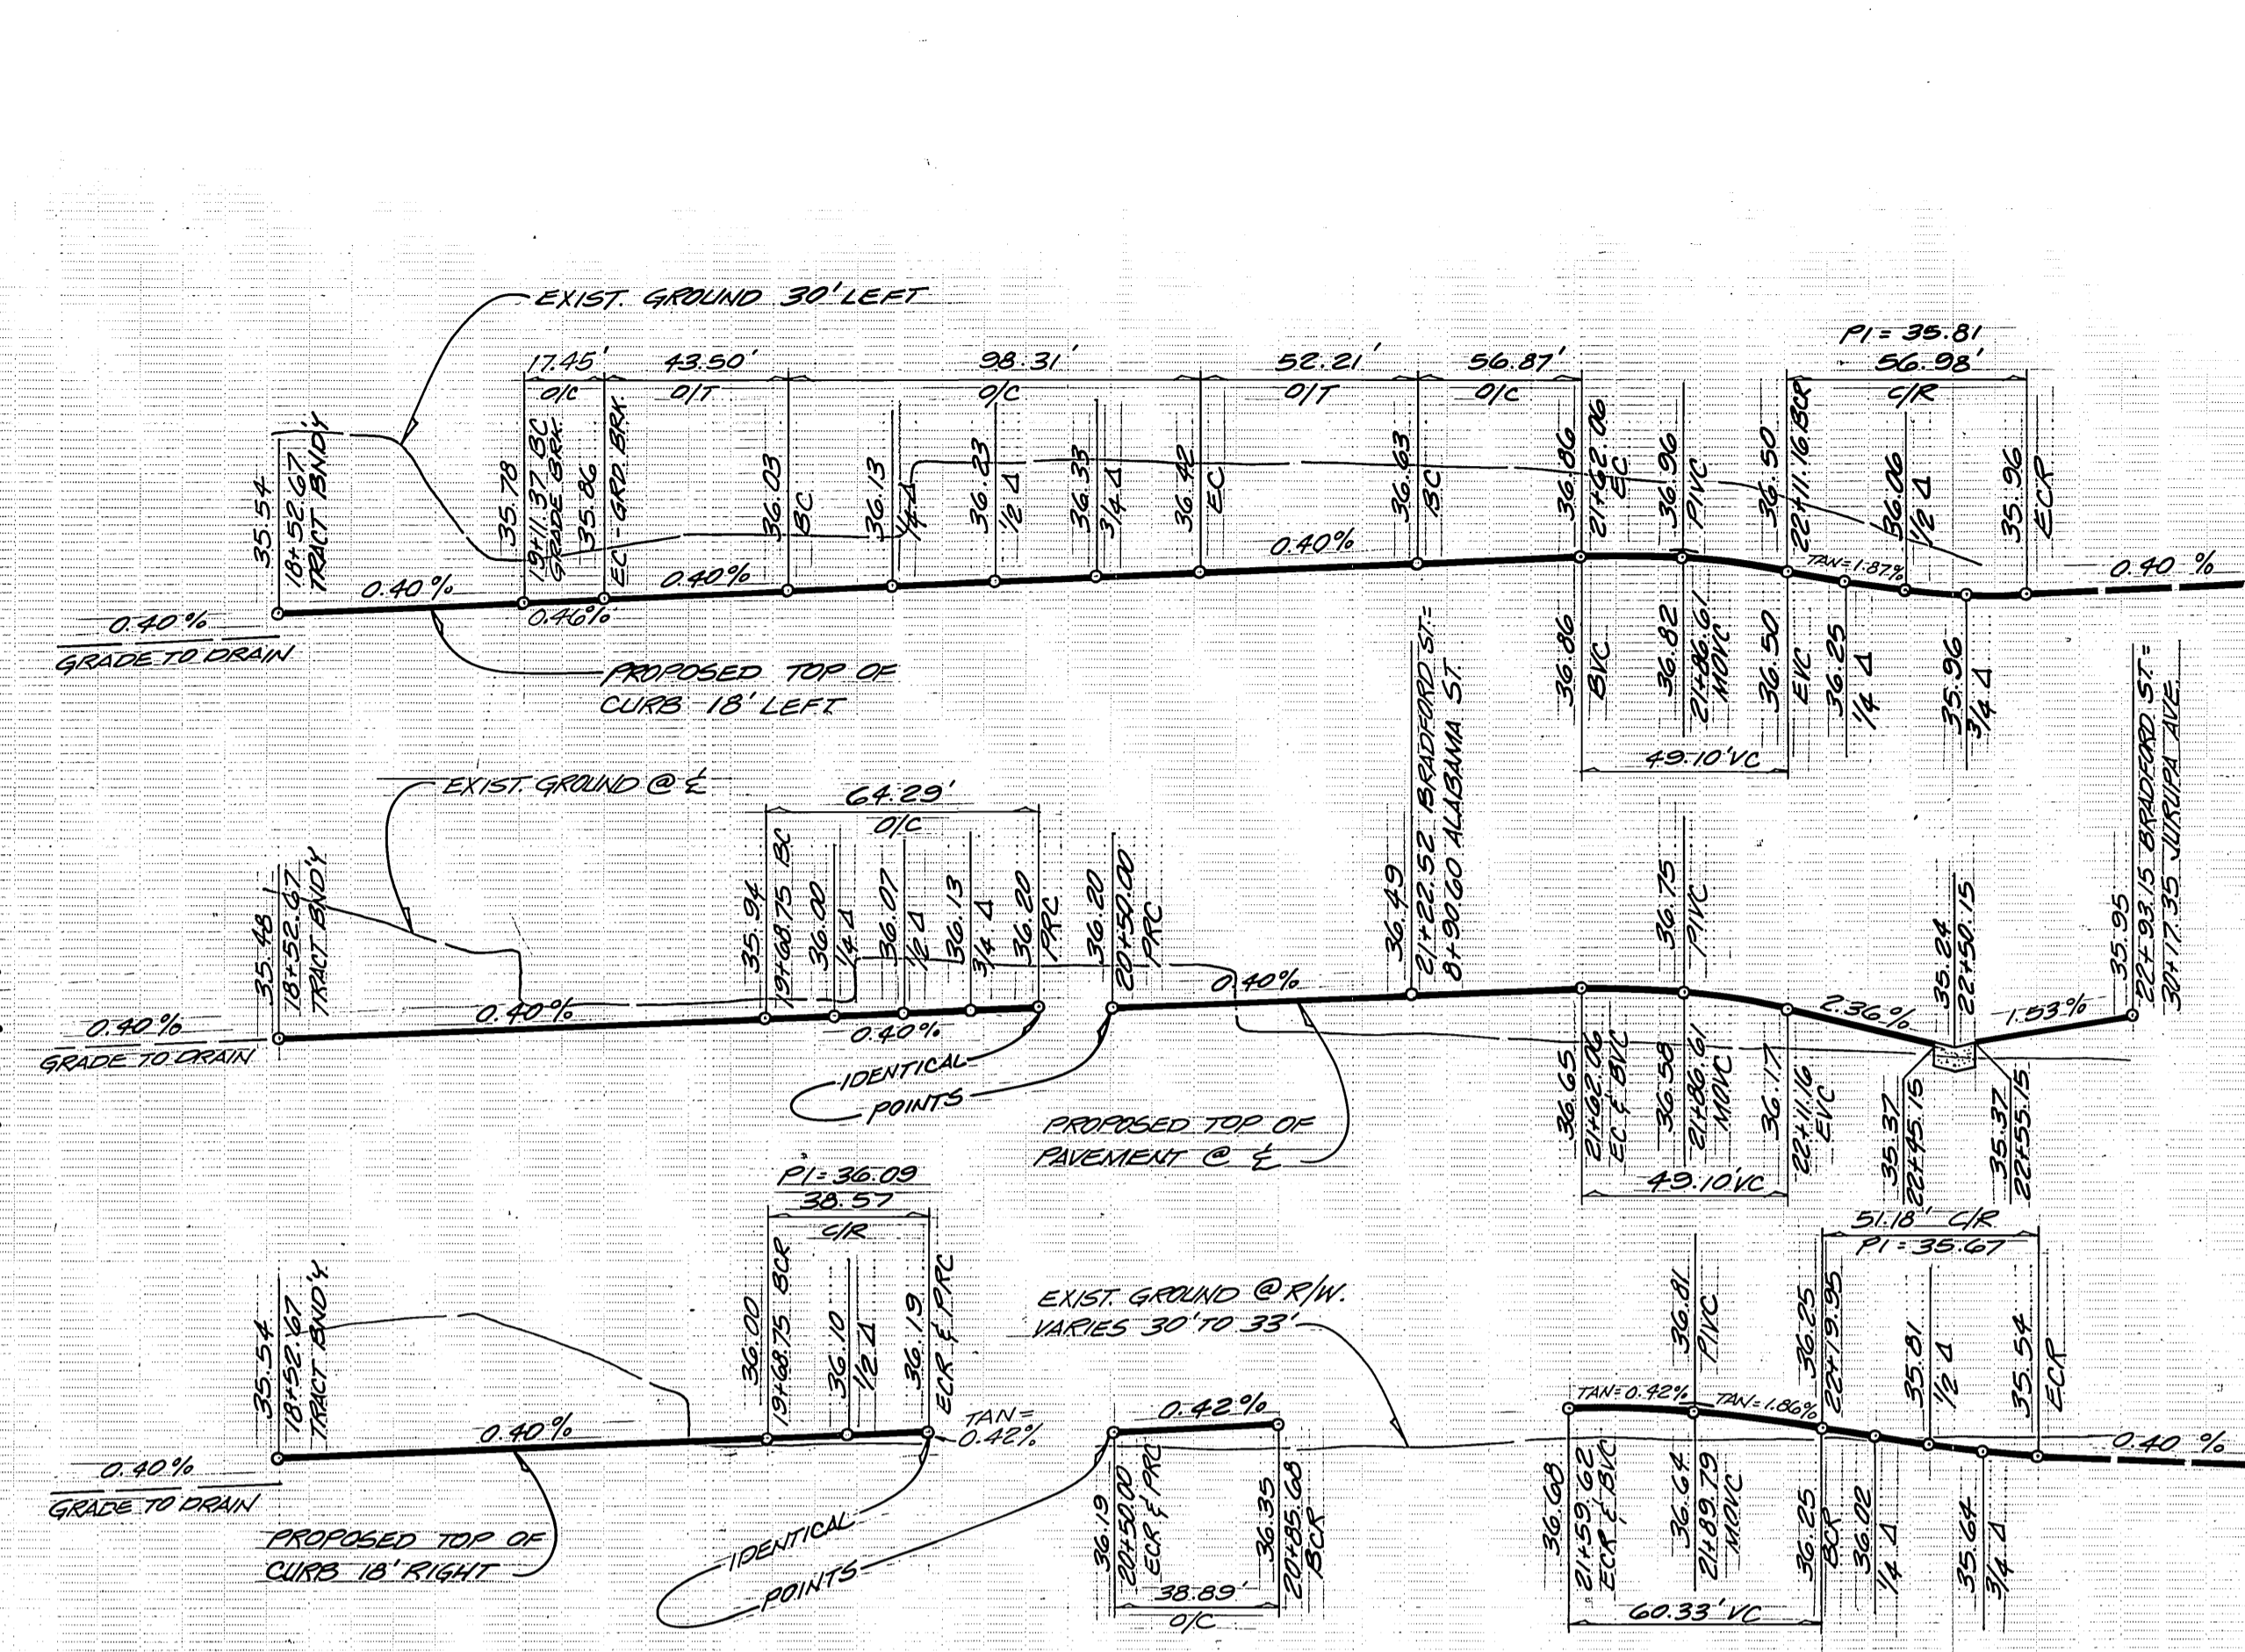 EXIST. GROUND 30' LEFT
17.45'
O/C
43.50'
O/T
98.31'
O/C
52.21'
O/T
56.87'
O/C
PI = 35.81
56.98'
C/R
35.54
18+52.67
TRACT BND'Y
35.78
19+11.37 BC
GRADE BRK.
35.86
EC - GRD. BRK.
36.03
BC
36.13
1/4 Δ
36.23
1/2 Δ
36.33
3/4 Δ
36.42
EC
36.63
BC
36.86
21+62.06
EC
36.96
PIVC
36.50
22+11.16 BCR
36.06
1/2 Δ
35.96
ECR
0.40%
GRADE TO DRAIN
0.40%
0.46%
0.40%
0.40%
TAN=1.87%
0.40 %
PROPOSED TOP OF
CURB 18' LEFT
36.86
BVC
36.82
21+86.61
MOVC
36.50
EVC
36.25
1/4 Δ
35.96
3/4 Δ
49.10' VC
EXIST. GROUND @ ℄
64.29'
O/C
35.48
18+52.67
TRACT BND'Y
35.94
19+68.75 BC
36.00
1/4 Δ
36.07
1/2 Δ
36.13
3/4 Δ
36.20
PRC
36.20
20+50.00
PRC
36.49
21+22.52 BRADFORD ST.=
8+90.60 ALABAMA ST.
36.75
PIVC
35.24
22+50.15
35.95
22+93.15 BRADFORD ST.=
30+17.35 JURUPA AVE.
0.40%
GRADE TO DRAIN
0.40%
0.40%
0.40%
2.36%
1.53%
IDENTICAL
POINTS
PROPOSED TOP OF
PAVEMENT @ ℄
36.65
21+62.06
EC & BVC
36.58
21+86.61
MOVC
36.17
22+11.16
EVC
35.37
22+45.15
35.37
22+55.15
49.10' VC
PI = 36.09
38.57
C/R
51.18' C/R
PI = 35.67
35.54
18+52.67
TRACT BND'Y
36.00
19+68.75 BCR
36.10
1/2 Δ
36.19
ECR & PRC
EXIST. GROUND @ R/W.
VARIES 30' TO 33'
36.81
PIVC
36.25
22+19.95
35.81
1/2 Δ
35.54
ECR
0.40%
GRADE TO DRAIN
0.40%
TAN=
0.42%
0.42%
TAN=0.42%
TAN=1.86%
0.40 %
PROPOSED TOP OF
CURB 18' RIGHT
IDENTICAL
POINTS
36.19
20+50.00
ECR & PRC
36.35
20+85.68
BCR
38.89'
O/C
36.68
21+59.62
ECR & BVC
36.64
21+89.79
MOVC
36.25
BCR
36.02
1/4 Δ
35.64
3/4 Δ
60.33' VC